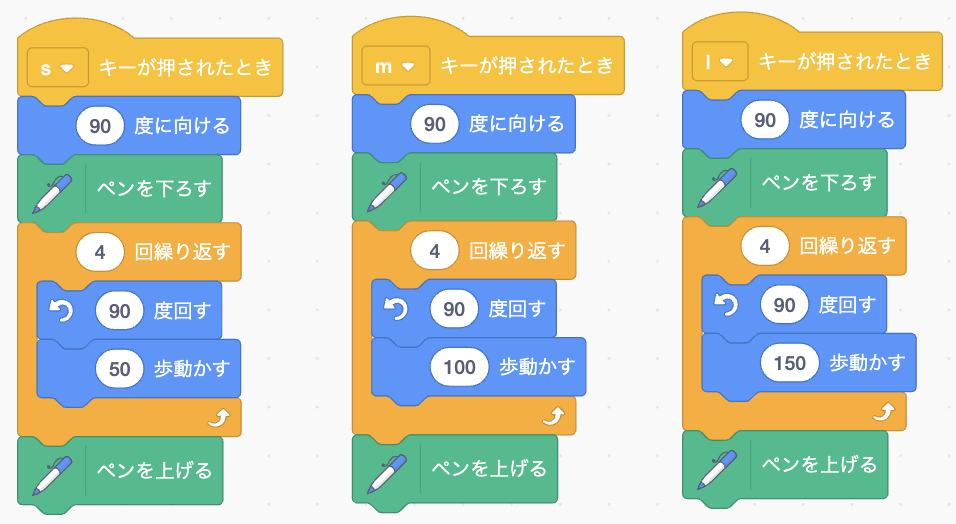 s キーが押されたとき
90 度に向ける
ペンを下ろす
4 回繰り返す
90 度回す
50 歩動かす
ペンを上げる
m キーが押されたとき
90 度に向ける
ペンを下ろす
4 回繰り返す
90 度回す
100 歩動かす
ペンを上げる
l キーが押されたとき
90 度に向ける
ペンを下ろす
4 回繰り返す
90 度回す
150 歩動かす
ペンを上げる